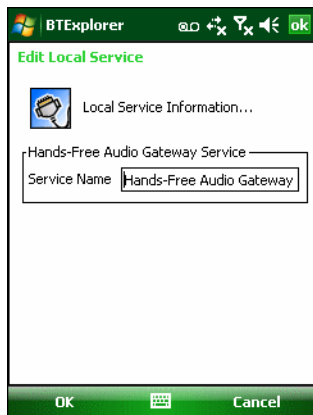 BTExplorer ok
Edit Local Service
Local Service Information...
Hands-Free Audio Gateway Service
Service Name Hands-Free Audio Gateway
OK Cancel